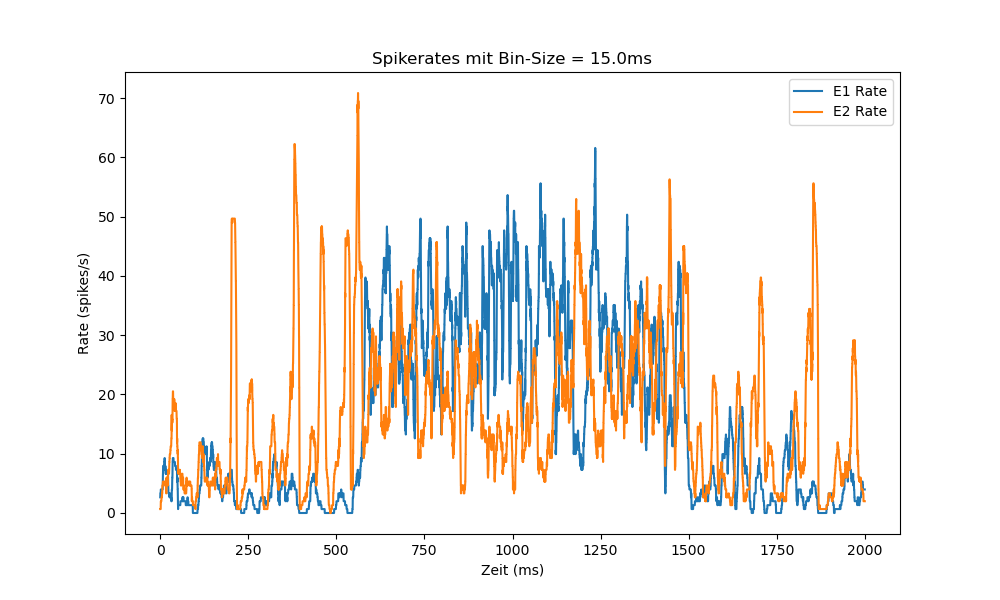 Spikerates mit Bin-Size = 15.0ms
E1 Rate
E2 Rate
70
60
50
40
30
20
10
0
Rate (spikes/s)
0 250 500 750 1000 1250 1500 1750 2000
Zeit (ms)